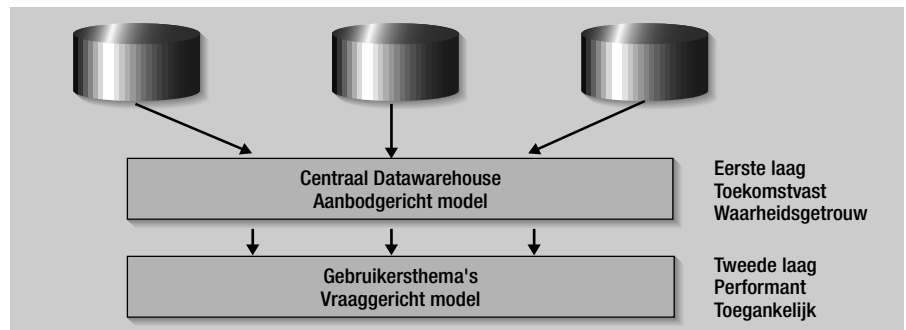 Centraal Datawarehouse
Aanbodgericht model
Eerste laag
Toekomstvast
Waarheidsgetrouw
Gebruikersthema's
Vraaggericht model
Tweede laag
Performant
Toegankelijk